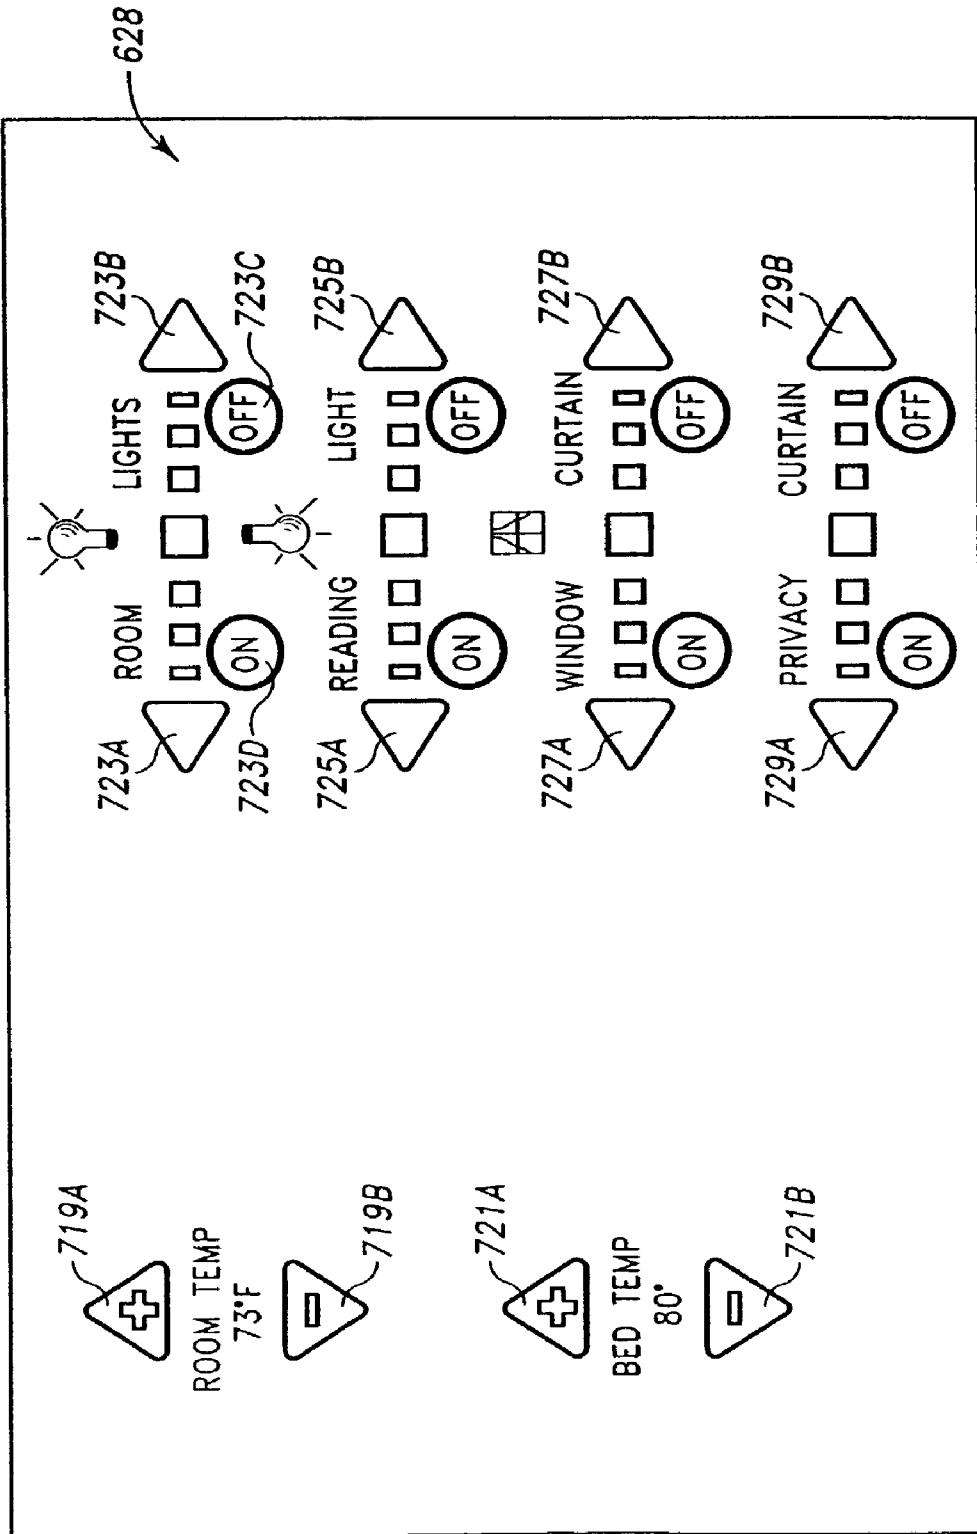 628
719A
ROOM TEMP
73°F
719B
721A
BED TEMP
80°
721B
723A ROOM LIGHTS 723B
723D ON OFF 723C
725A READING LIGHT 725B
ON OFF
727A WINDOW CURTAIN 727B
ON OFF
729A PRIVACY CURTAIN 729B
ON OFF